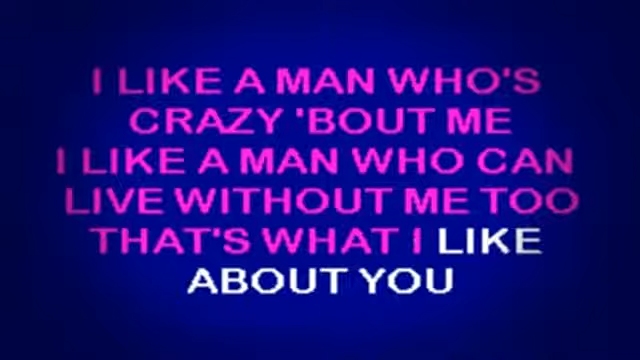 I LIKE A MAN WHO'S
CRAZY 'BOUT ME
I LIKE A MAN WHO CAN
LIVE WITHOUT ME TOO
THAT'S WHAT I LIKE
ABOUT YOU